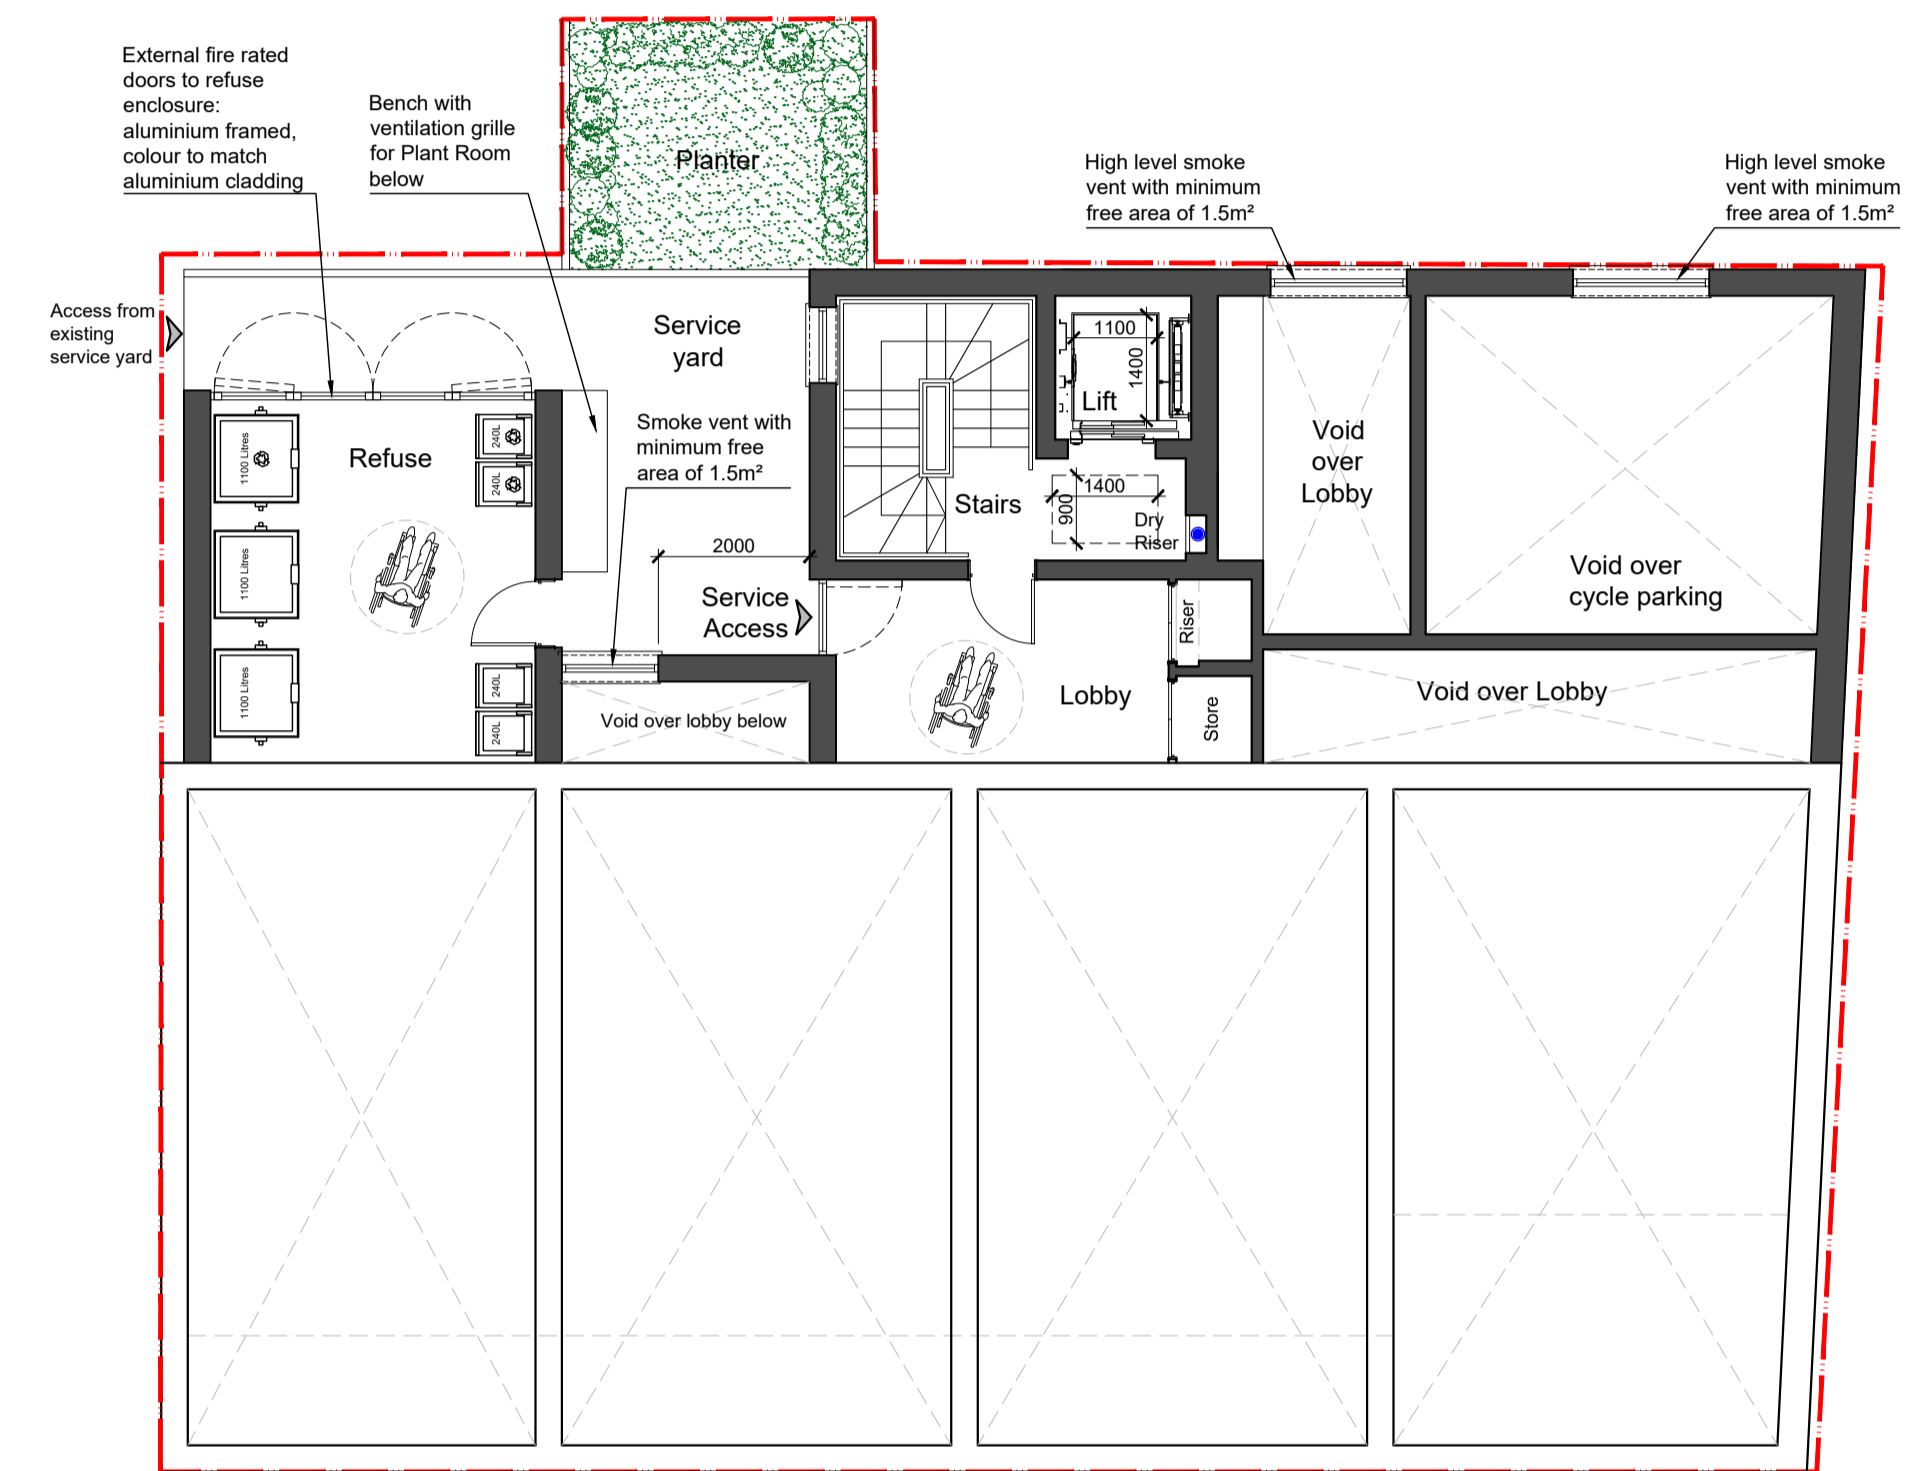 External fire rated
doors to refuse
enclosure:
aluminium framed,
colour to match
aluminium cladding
Bench with
ventilation grille
for Plant Room
below
Planter
High level smoke
vent with minimum
free area of 1.5m²
High level smoke
vent with minimum
free area of 1.5m²
Access from
existing
service yard
Service
yard
1100
1400
Lift
Smoke vent with
minimum free
area of 1.5m²
Refuse
1100 Litres
1100 Litres
1100 Litres
240L
240L
240L
240L
Stairs
1400
900
Dry
Riser
Void
over
Lobby
Void over
cycle parking
2000
Service
Access
Riser
Lobby
Store
Void over Lobby
Void over lobby below